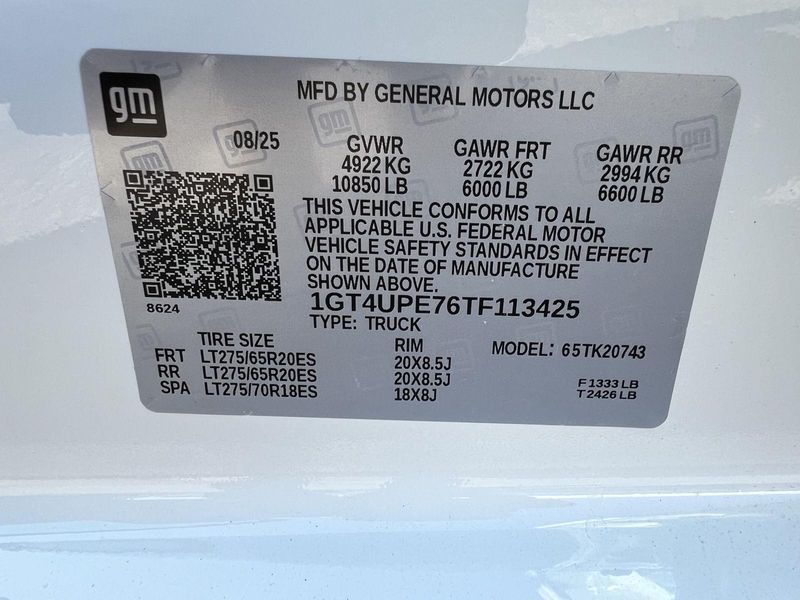 gm
MFD BY GENERAL MOTORS LLC
08/25
GVWR GAWR FRT GAWR RR
4922 KG 2722 KG 2994 KG
10850 LB 6000 LB 6600 LB
THIS VEHICLE CONFORMS TO ALL
APPLICABLE U.S. FEDERAL MOTOR
VEHICLE SAFETY STANDARDS IN EFFECT
ON THE DATE OF MANUFACTURE
SHOWN ABOVE.
8624
1GT4UPE76TF113425
TYPE: TRUCK
TIRE SIZE RIM MODEL: 65TK20743
FRT LT275/65R20ES 20X8.5J
RR LT275/65R20ES 20X8.5J F 1333 LB
SPA LT275/70R18ES 18X8J T 2426 LB